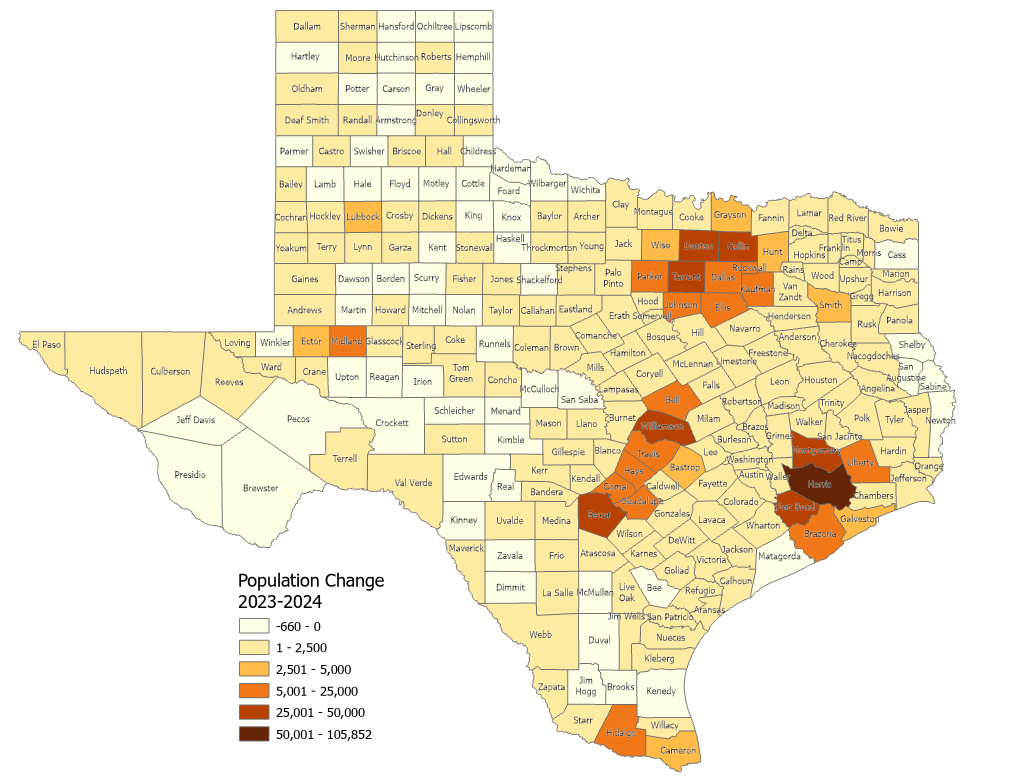 Dallam Sherman Hansford Ochiltree Lipscomb
Hartley Moore Hutchinson Roberts Hemphill
Oldham Potter Carson Gray Wheeler
Deaf Smith Randall Armstrong Donley Collingsworth
Parmer Castro Swisher Briscoe Hall Childress
Hardeman
Bailey Lamb Hale Floyd Motley Cottle Foard Wilbarger Wichita
Cochran Hockley Lubbock Crosby Dickens King Knox Baylor Archer Clay Montague Cooke Grayson Fannin Lamar Red River Bowie
Yoakum Terry Lynn Garza Kent Stonewall Haskell Throckmorton Young Jack Wise Denton Collin Hunt Delta Hopkins Franklin Titus Camp Morris Cass
Gaines Dawson Borden Scurry Fisher Jones Shackelford Stephens Palo
Pinto Parker Tarrant Dallas Rockwall Kaufman Rains Van
Zandt Wood Upshur Marion
Andrews Martin Howard Mitchell Nolan Taylor Callahan Eastland Erath Hood Somervell Johnson Ellis Henderson Smith Gregg Harrison
El Paso Hudspeth Culberson Reeves Loving Winkler Ector Midland Glasscock Sterling Coke Runnels Coleman Brown Comanche Bosque Hill Navarro Anderson Cherokee Rusk Panola
Ward Crane Upton Reagan Irion Tom
Green Concho McCulloch San Saba Mills Hamilton Coryell McLennan Limestone Freestone Nacogdoches Shelby
San
Augustine Sabine
Jeff Davis Pecos Crockett Schleicher Menard Mason Llano Lampasas Burnet Bell Falls Robertson Leon Houston Angelina
Madison Trinity Polk Tyler Jasper Newton
Presidio Brewster Terrell Sutton Kimble Gillespie Blanco Williamson Milam Brazos Grimes Walker San Jacinto
Val Verde Edwards Real Kerr Bandera Kendall Travis Hays Bastrop Lee Burleson Washington Montgomery Liberty Hardin Orange
Comal Caldwell Guadalupe Fayette Austin Waller Harris Chambers Jefferson
Kinney Uvalde Medina Bexar Wilson Gonzales Lavaca Colorado Wharton Fort Bend Brazoria Galveston
Maverick Zavala Frio Atascosa Karnes DeWitt Victoria Jackson Matagorda
Dimmit La Salle McMullen Live
Oak Bee Goliad Refugio Calhoun Aransas
Webb Duval Jim Wells San Patricio Nueces
Kleberg
Zapata Jim
Hogg Brooks Kenedy
Starr Hidalgo Willacy
Cameron
Population Change
2023-2024
-660 - 0
1 - 2,500
2,501 - 5,000
5,001 - 25,000
25,001 - 50,000
50,001 - 105,852